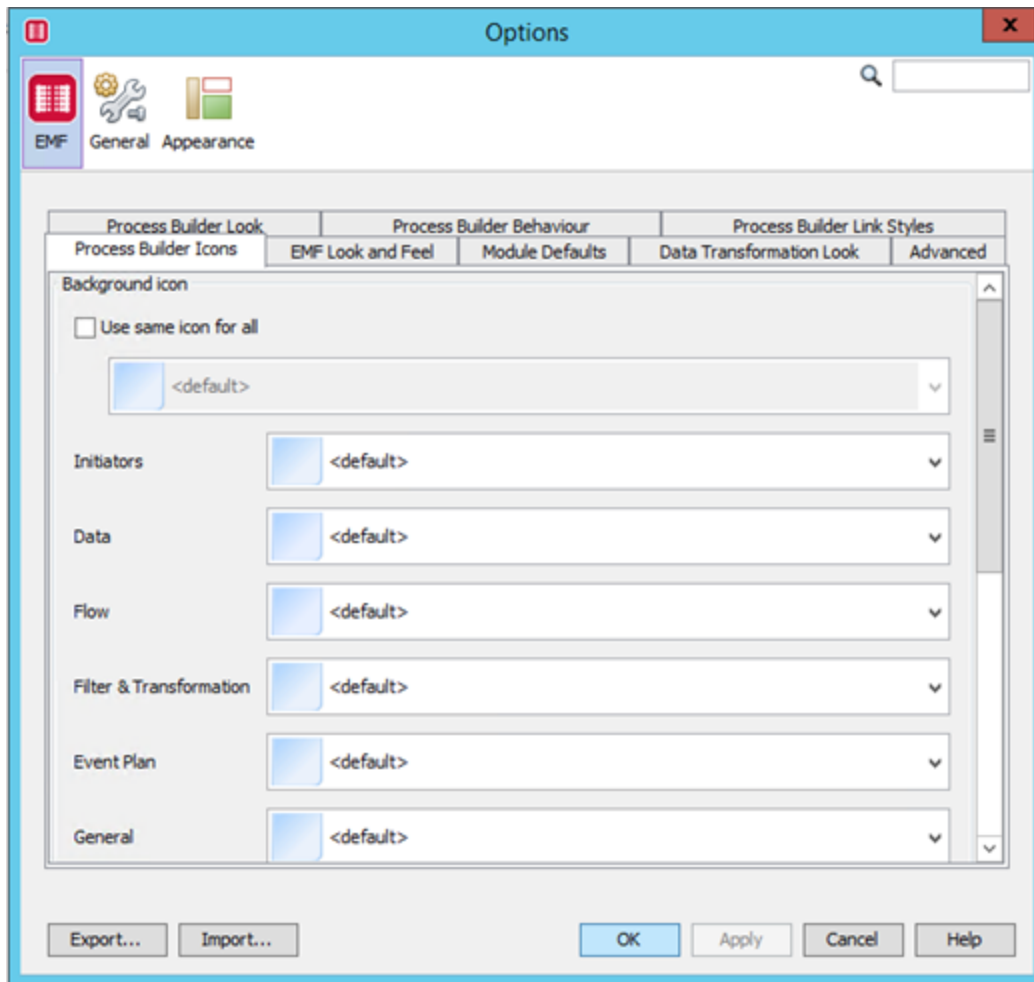 Options
x
EMF General Appearance
Process Builder Look Process Builder Behaviour Process Builder Link Styles
Process Builder Icons EMF Look and Feel Module Defaults Data Transformation Look Advanced
Background icon
Use same icon for all
<default>
Initiators <default>
Data <default>
Flow <default>
Filter & Transformation <default>
Event Plan <default>
General <default>
Export... Import... OK Apply Cancel Help